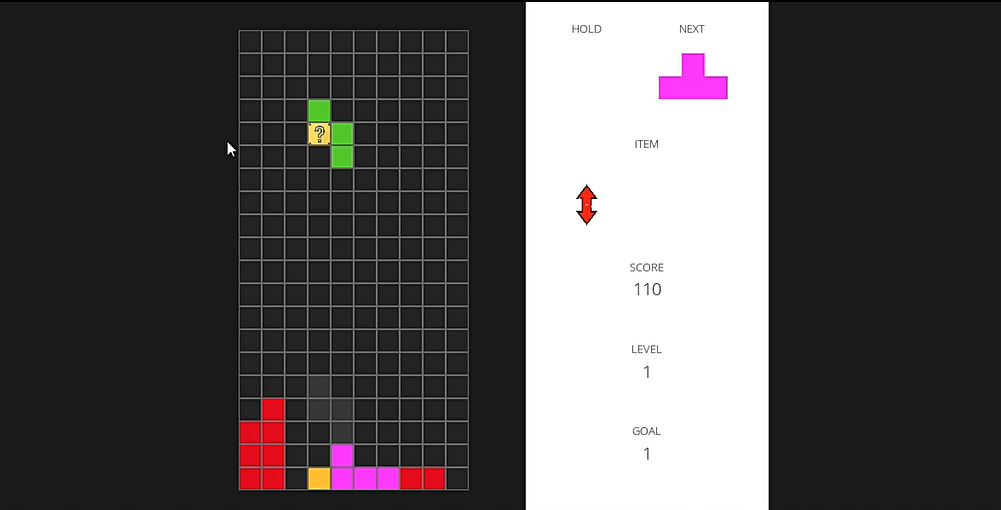 HOLD NEXT
?
ITEM
SCORE
110
LEVEL
1
GOAL
1